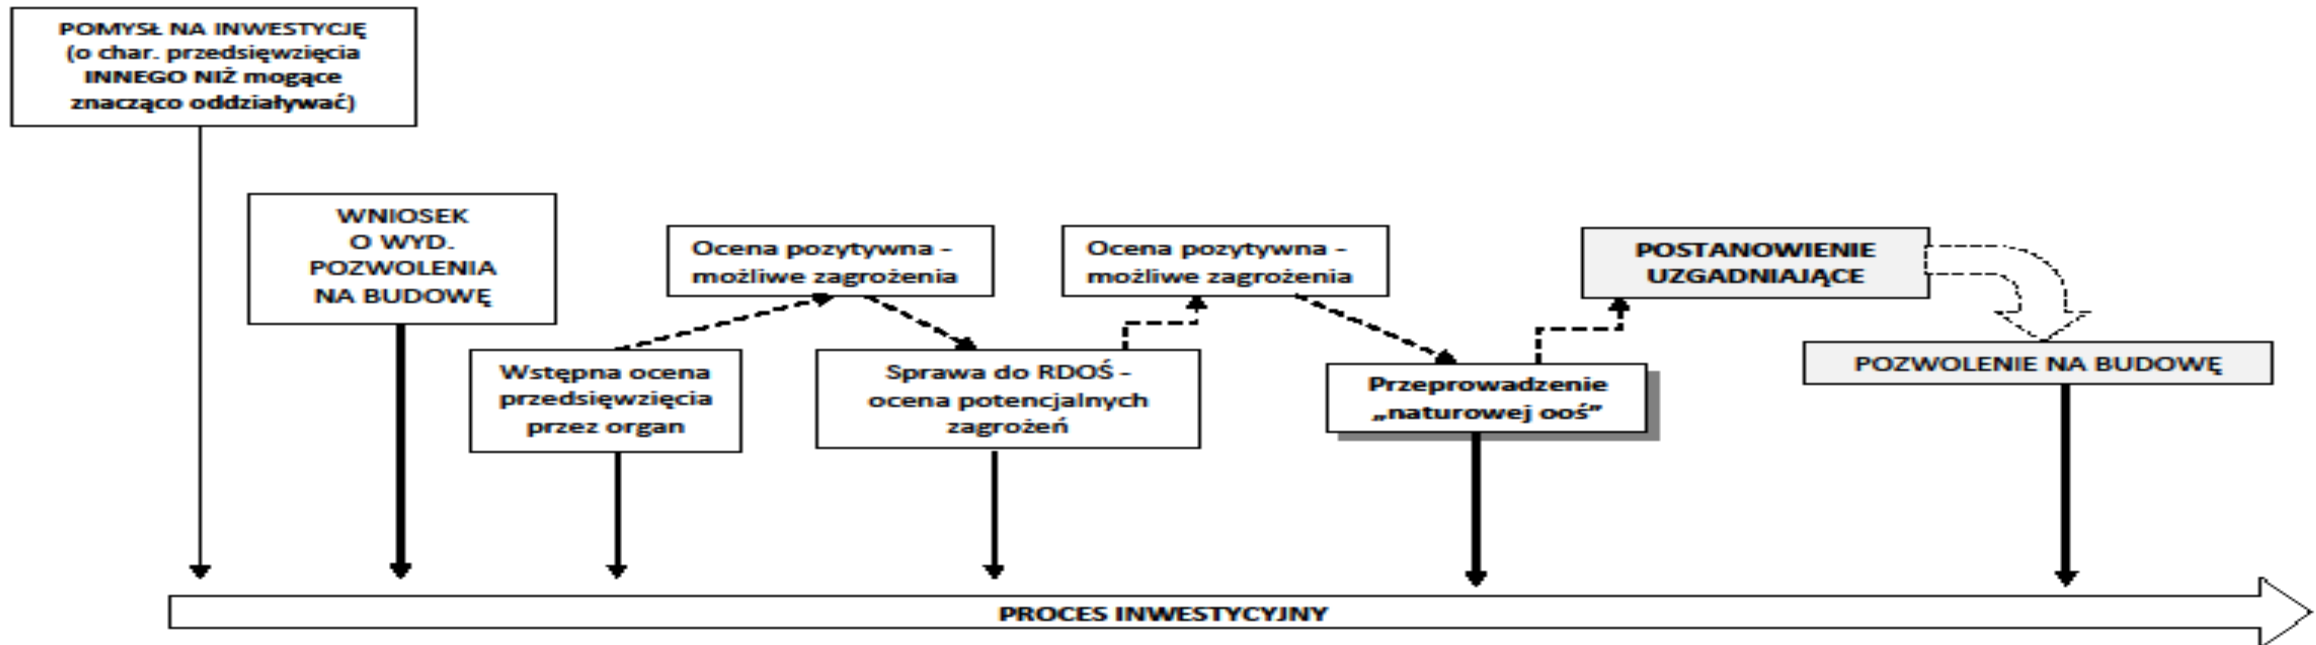 POMYSŁ NA INWESTYCJĘ
(o char. przedsięwzięcia
INNEGO NIŻ mogące
znacząco oddziaływać)
WNIOSEK
O WYD.
POZWOLENIA
NA BUDOWĘ
Wstępna ocena
przedsięwzięcia
przez organ
Ocena pozytywna -
możliwe zagrożenia
Sprawa do RDOŚ -
ocena potencjalnych
zagrożeń
Ocena pozytywna -
możliwe zagrożenia
Przeprowadzenie
„naturowej ooś”
POSTANOWIENIE
UZGADNIAJĄCE
POZWOLENIE NA BUDOWĘ
PROCES INWESTYCYJNY